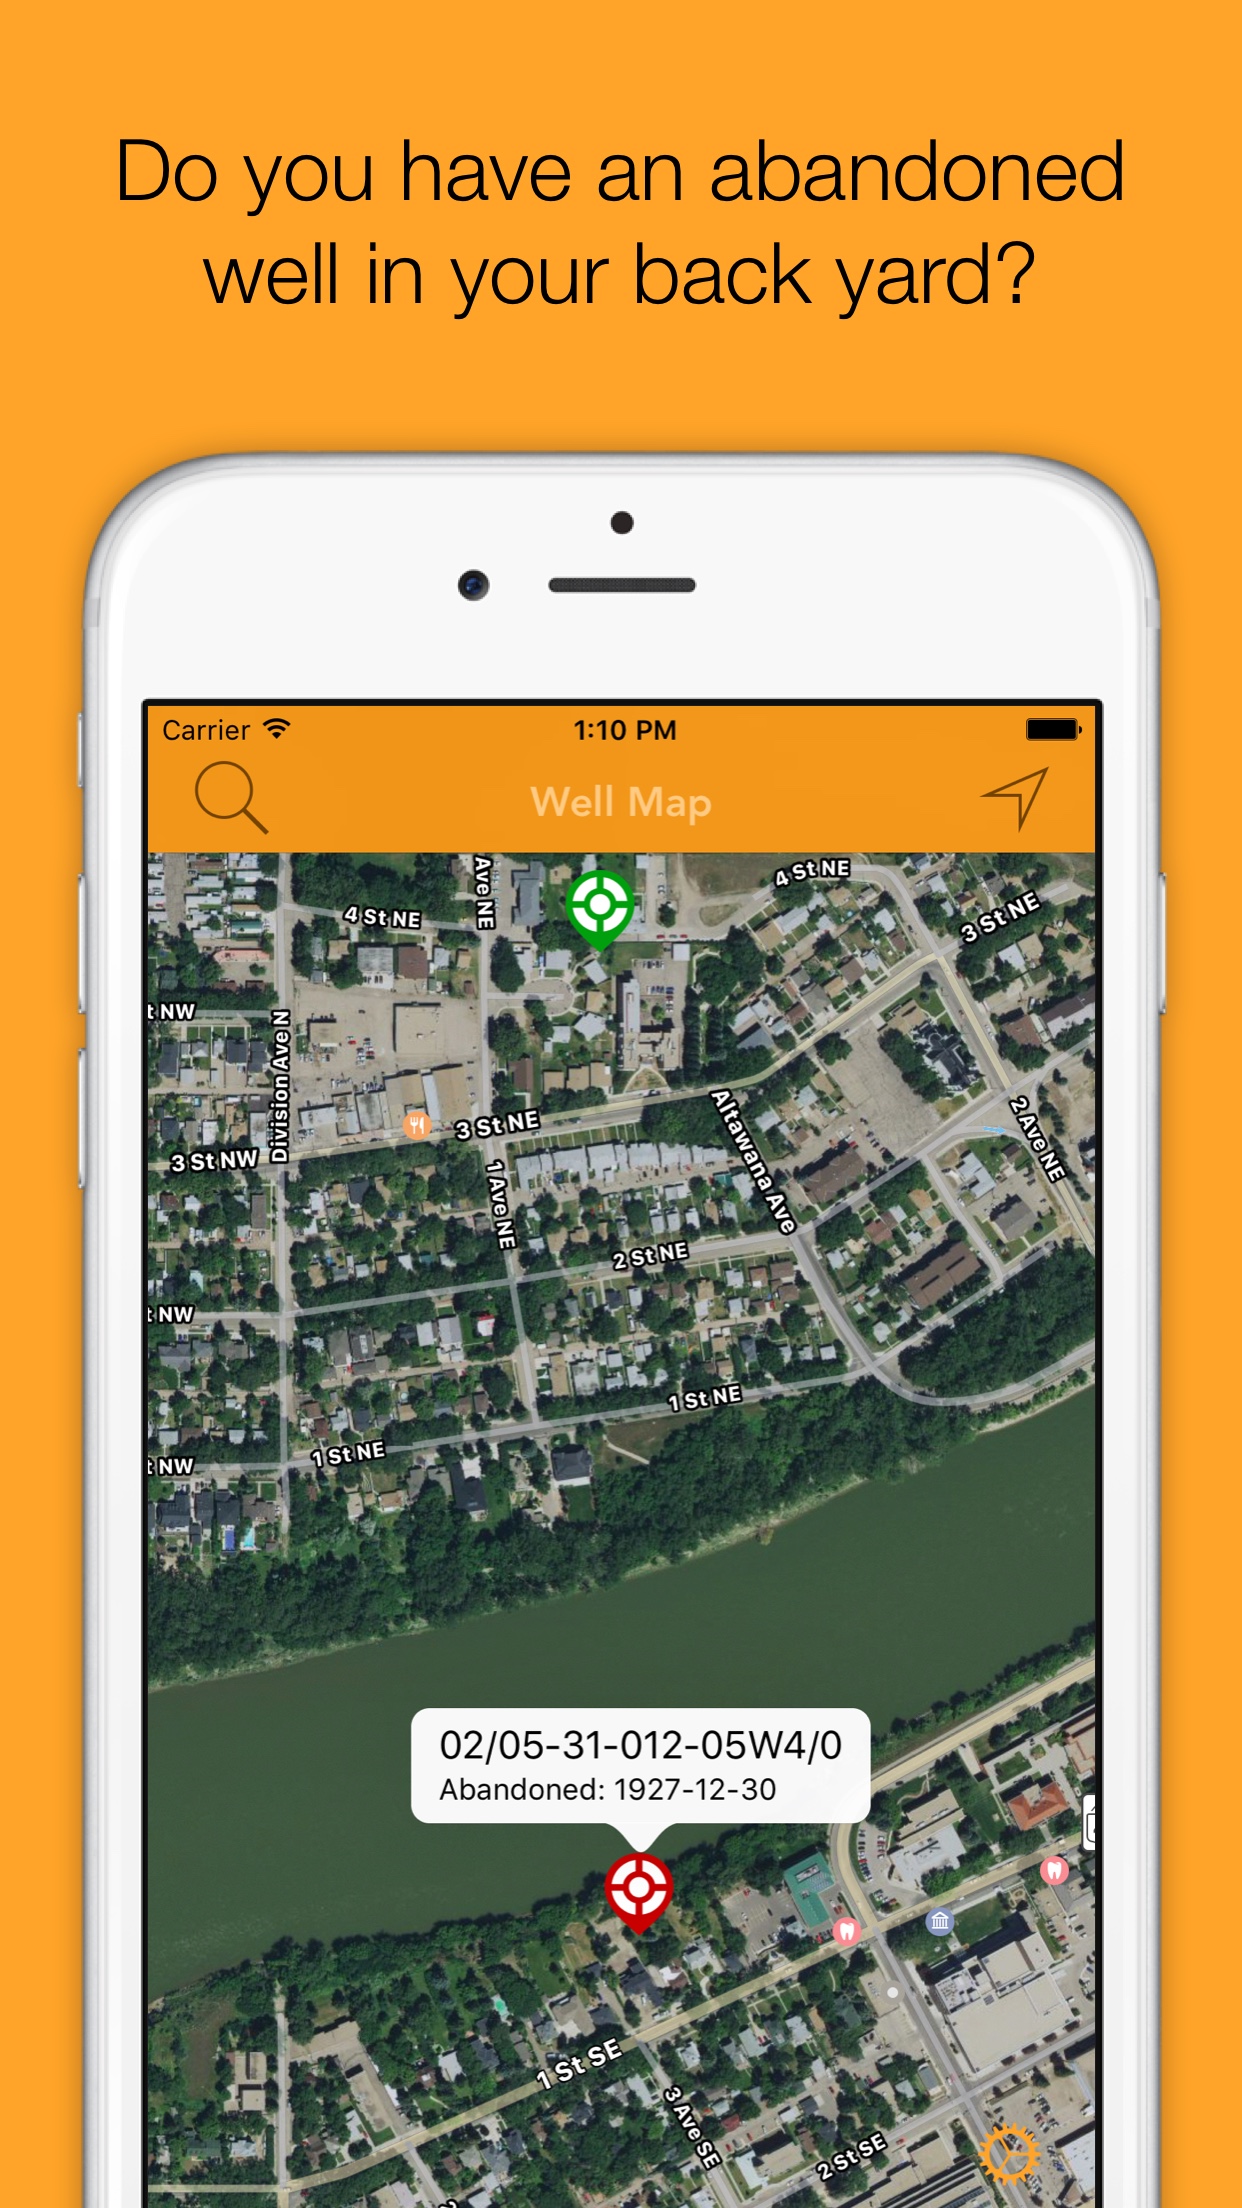 Do you have an abandoned
well in your back yard?
Carrier
1:10 PM
Well Map
Ave NE
4 St NE
4 St NE
3 St NE
t NW
Division Ave N
3 St NE
3 St NW
Altawana Ave
2 Ave NE
1 Ave NE
2 St NE
t NW
1 St NE
1 St NE
t NW
02/05-31-012-05W4/0
Abandoned: 1927-12-30
1 St SE
3 Ave SE
2 St SE